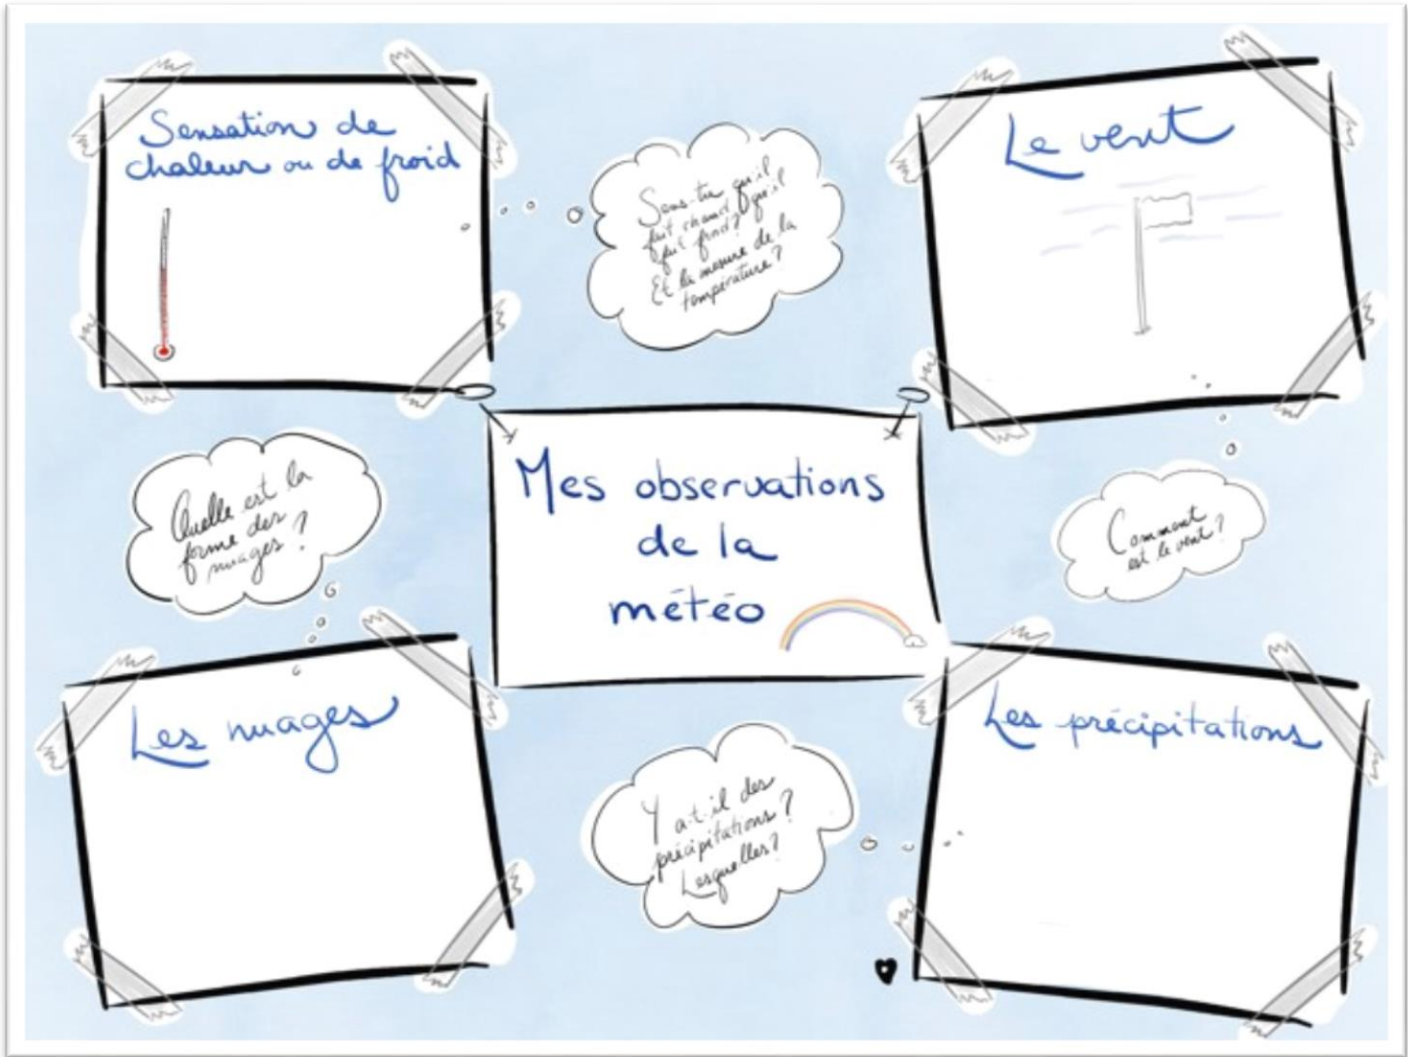 Sensation de
chaleur ou de froid
Sens-tu qu'il
fait chaud? qu'il
fait froid?
Et la mesure de la
température?
Le vent
Quelle est la
forme des
nuages ?
Mes observations
de la
météo
Comment
est le vent ?
Les nuages
Y a-t-il des
précipitations ?
Lesquelles?
Les précipitations